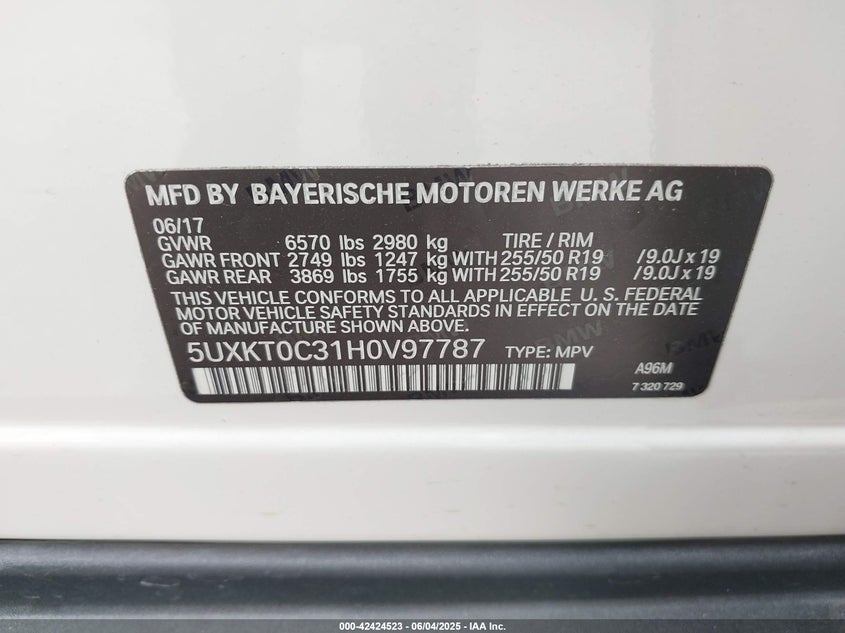 MFD BY BAYERISCHE MOTOREN WERKE AG
06/17
GVWR 6570 lbs 2980 kg TIRE / RIM
GAWR FRONT 2749 lbs 1247 kg WITH 255/50 R19 /9.0J x 19
GAWR REAR 3869 lbs 1755 kg WITH 255/50 R19 /9.0J x 19
THIS VEHICLE CONFORMS TO ALL APPLICABLE U. S. FEDERAL
MOTOR VEHICLE SAFETY STANDARDS IN EFFECT ON THE DATE
OF MANUFACTURE SHOWN ABOVE.
5UXKT0C31H0V97787 TYPE: MPV
A96M
7 320 729
000-42424523 - 06/04/2025 - IAA Inc.